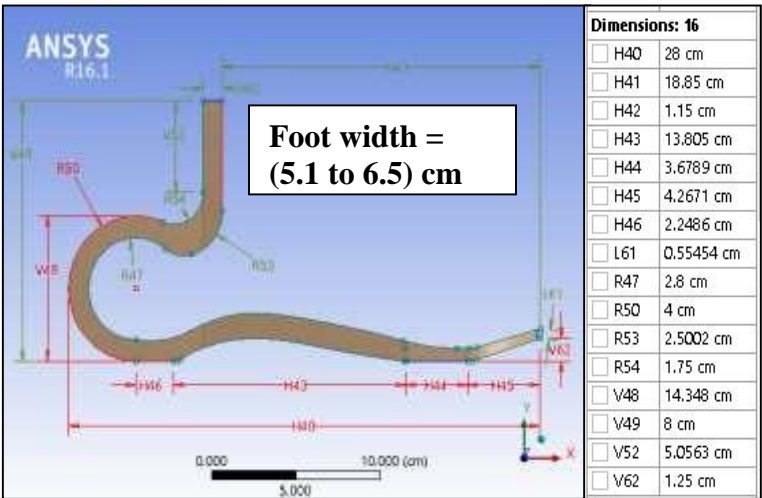 ANSYS
R16.1
Foot width =
(5.1 to 6.5) cm
R50
R54
R53
R47
V62
H46
H43
H44
H45
H40
Y
X
0.000
10.000 (cm)
5.000
Dimensions: 16
H40 28 cm
H41 18.85 cm
H42 1.15 cm
H43 13.805 cm
H44 3.6789 cm
H45 4.2671 cm
H46 2.2486 cm
L61 0.55454 cm
R47 2.8 cm
R50 4 cm
R53 2.5002 cm
R54 1.75 cm
V48 14.348 cm
V49 8 cm
V52 5.0563 cm
V62 1.25 cm